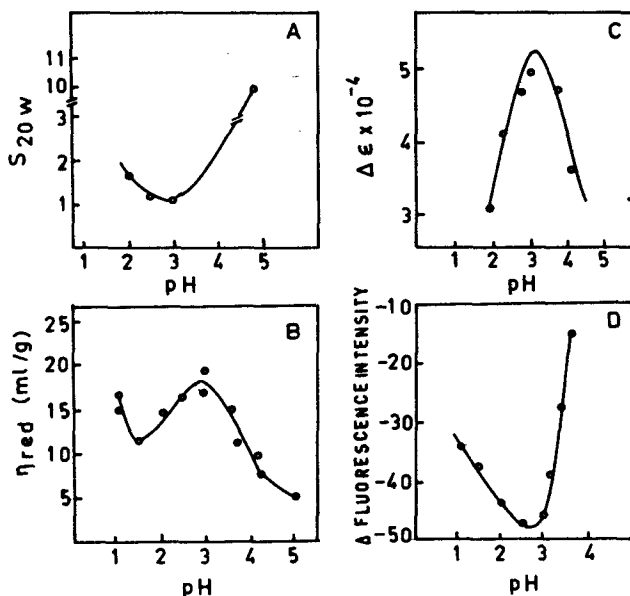 A
S20w
11
10
3
2
1
1 2 3 4 5
pH
C
Δ ε x 10-4
5
4
3
1 2 3 4 5
pH
B
ηred (ml/g)
25
20
15
10
5
1 2 3 4 5
pH
D
Δ FLUORESCENCE INTENSITY
-10
-20
-30
-40
-50
1 2 3 4
pH